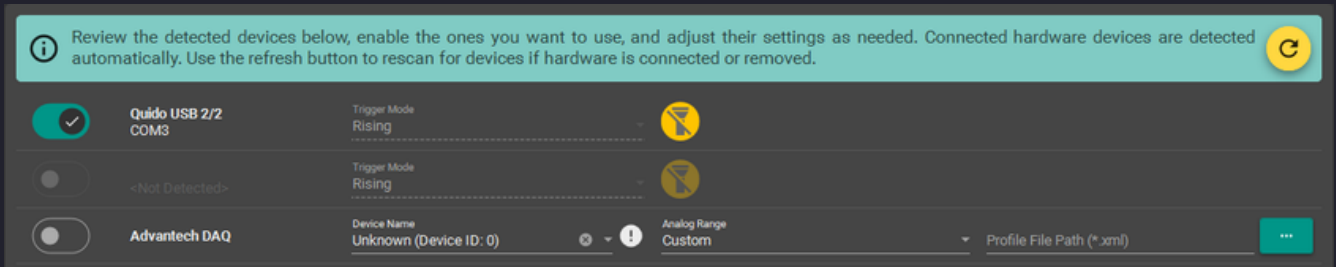 Review the detected devices below, enable the ones you want to use, and adjust their settings as needed. Connected hardware devices are detected
automatically. Use the refresh button to rescan for devices if hardware is connected or removed.
Quido USB 2/2
COM3
Trigger Mode
Rising
<Not Detected>
Trigger Mode
Rising
Advantech DAQ
Device Name
Unknown (Device ID: 0)
Analog Range
Custom
Profile File Path (*.xml)
...